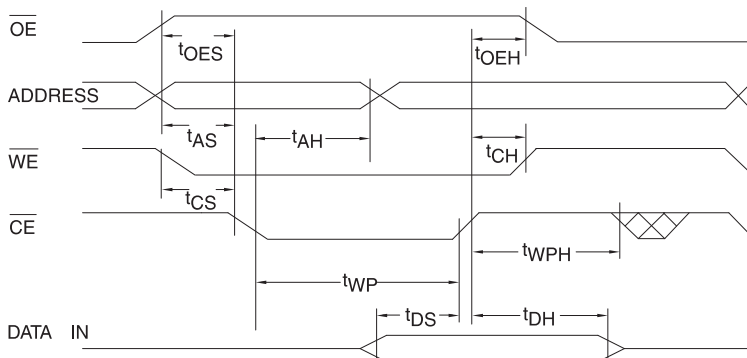 OE
tOES
tOEH
ADDRESS
tAS
tAH
tCH
WE
tCS
CE
tWPH
tWP
tDS
tDH
DATA IN